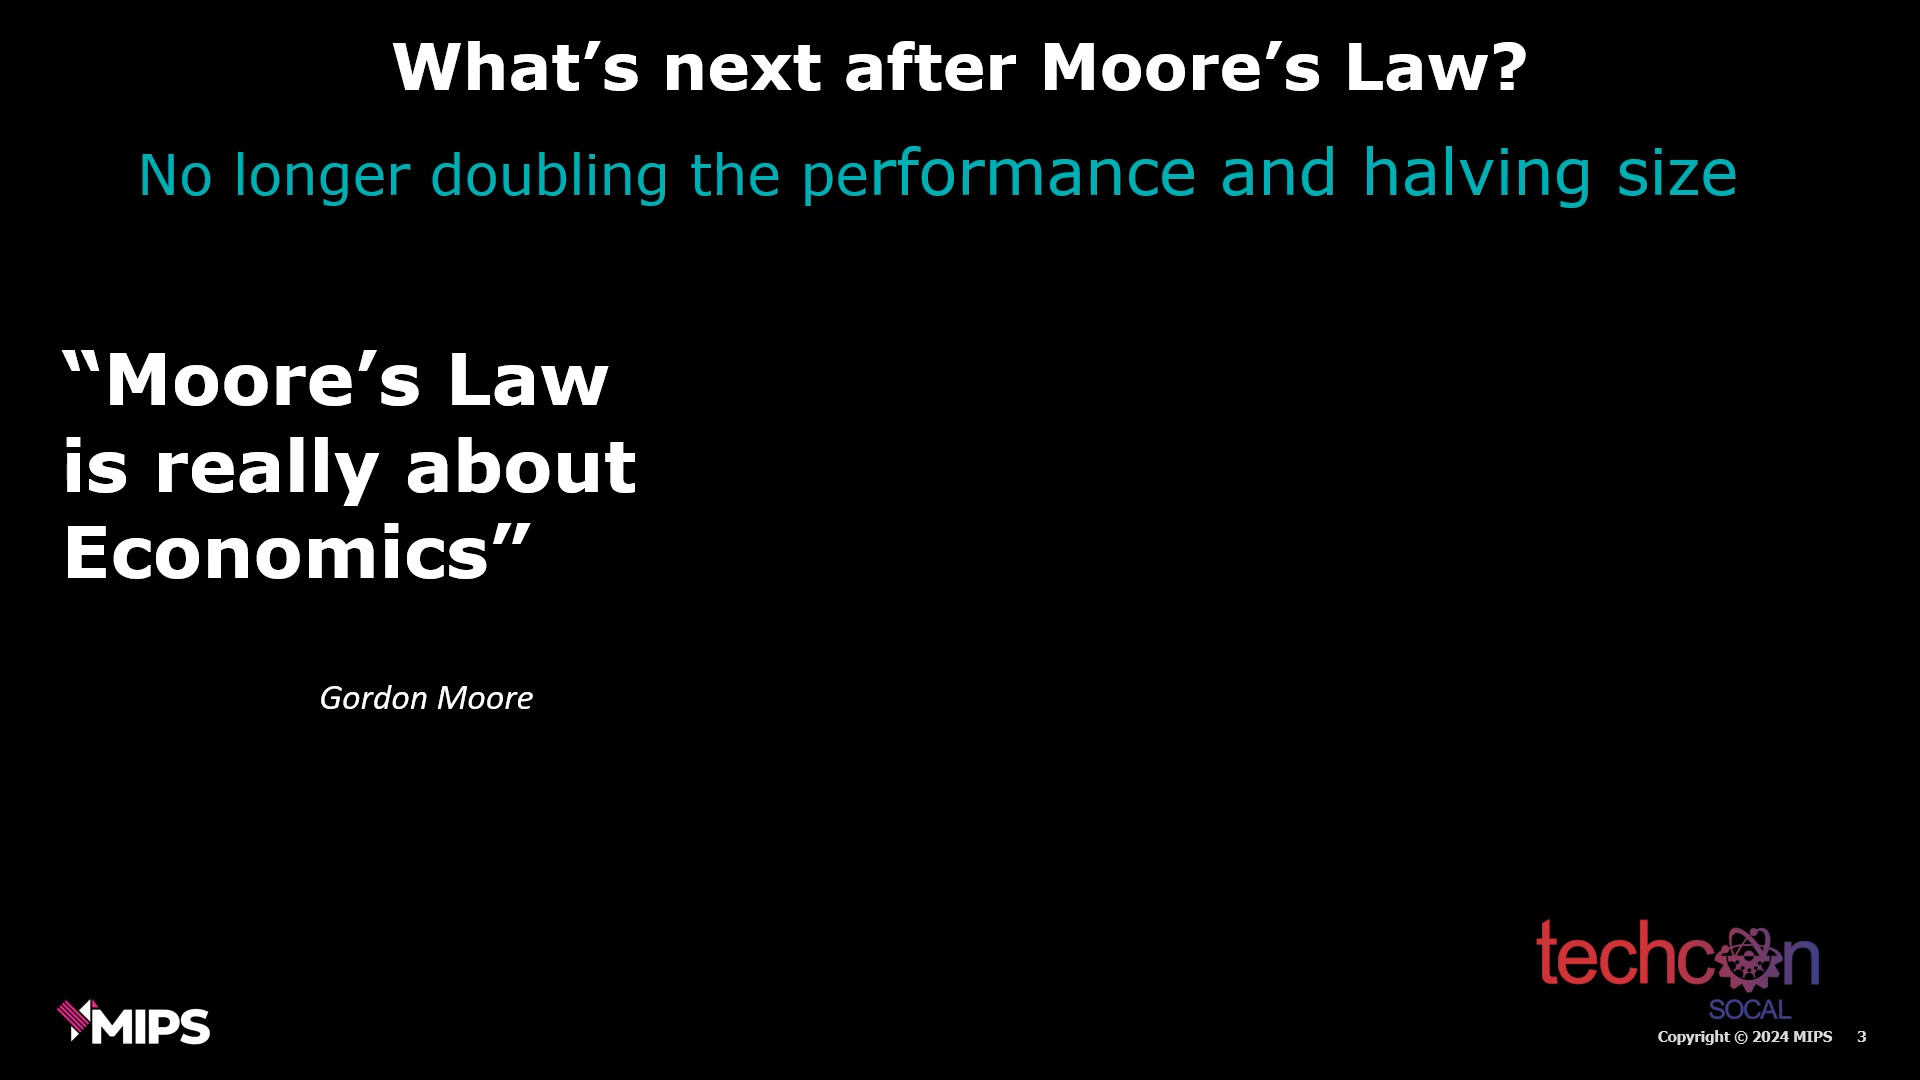 What’s next after Moore’s Law?
No longer doubling the performance and halving size
“Moore’s Law
is really about
Economics”
Gordon Moore
techcon
SOCAL
MIPS
Copyright © 2024 MIPS 3